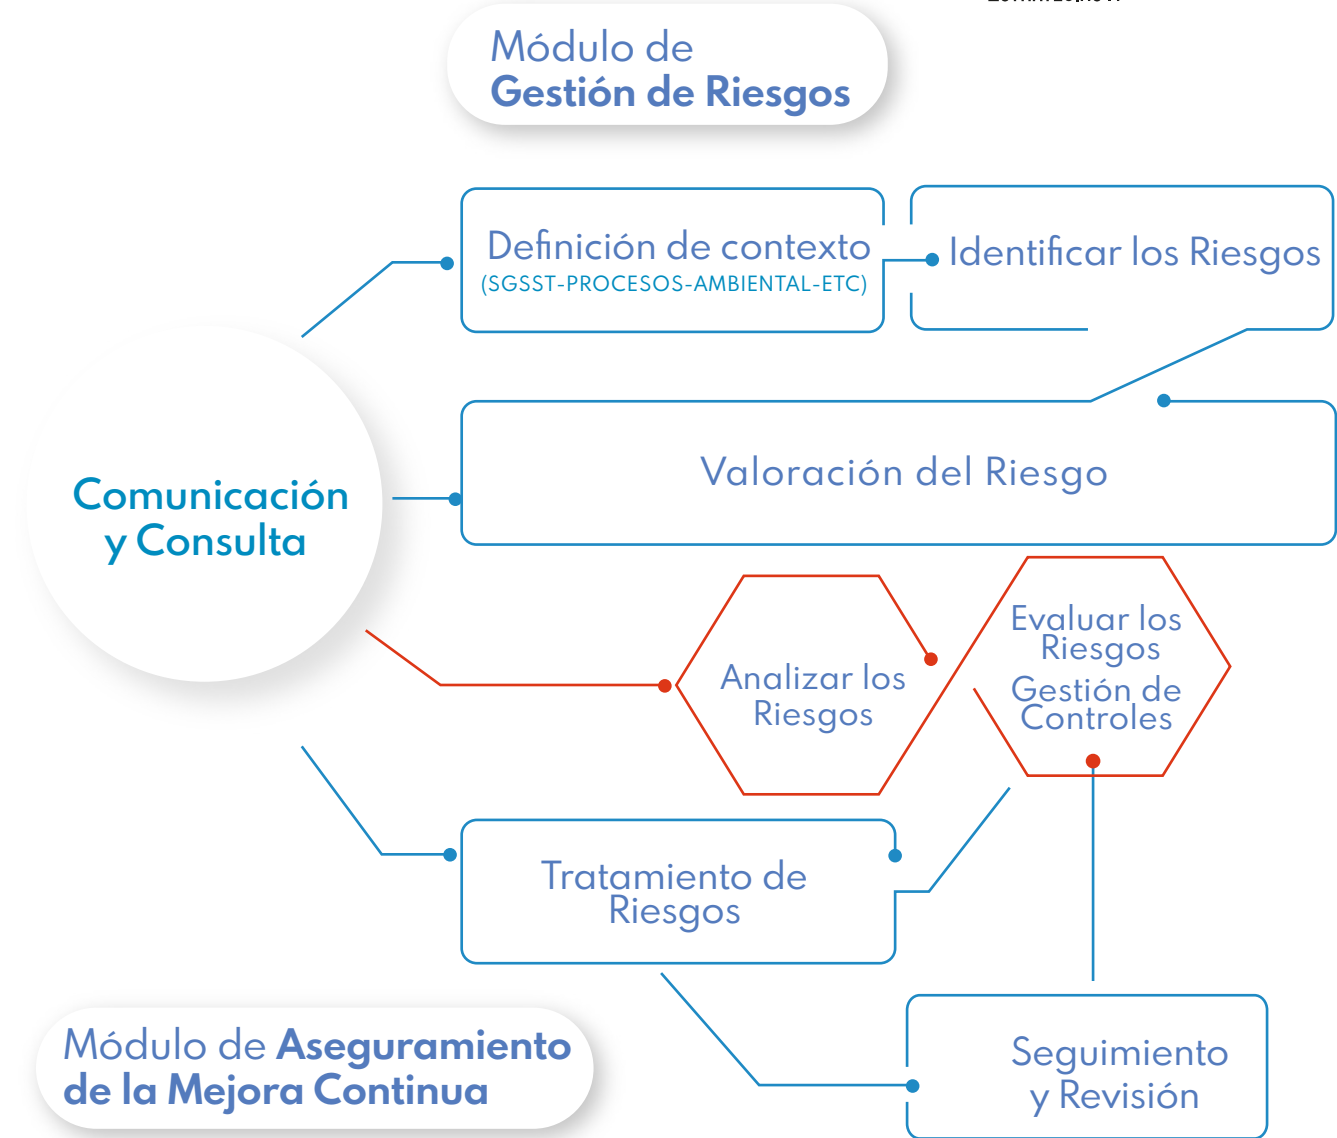 Módulo de
Gestión de Riesgos
Definición de contexto
(SGSST-PROCESOS-AMBIENTAL-ETC)
Identificar los Riesgos
Valoración del Riesgo
Comunicación
y Consulta
Analizar los
Riesgos
Evaluar los
Riesgos
Gestión de
Controles
Tratamiento de
Riesgos
Módulo de Aseguramiento
de la Mejora Continua
Seguimiento
y Revisión